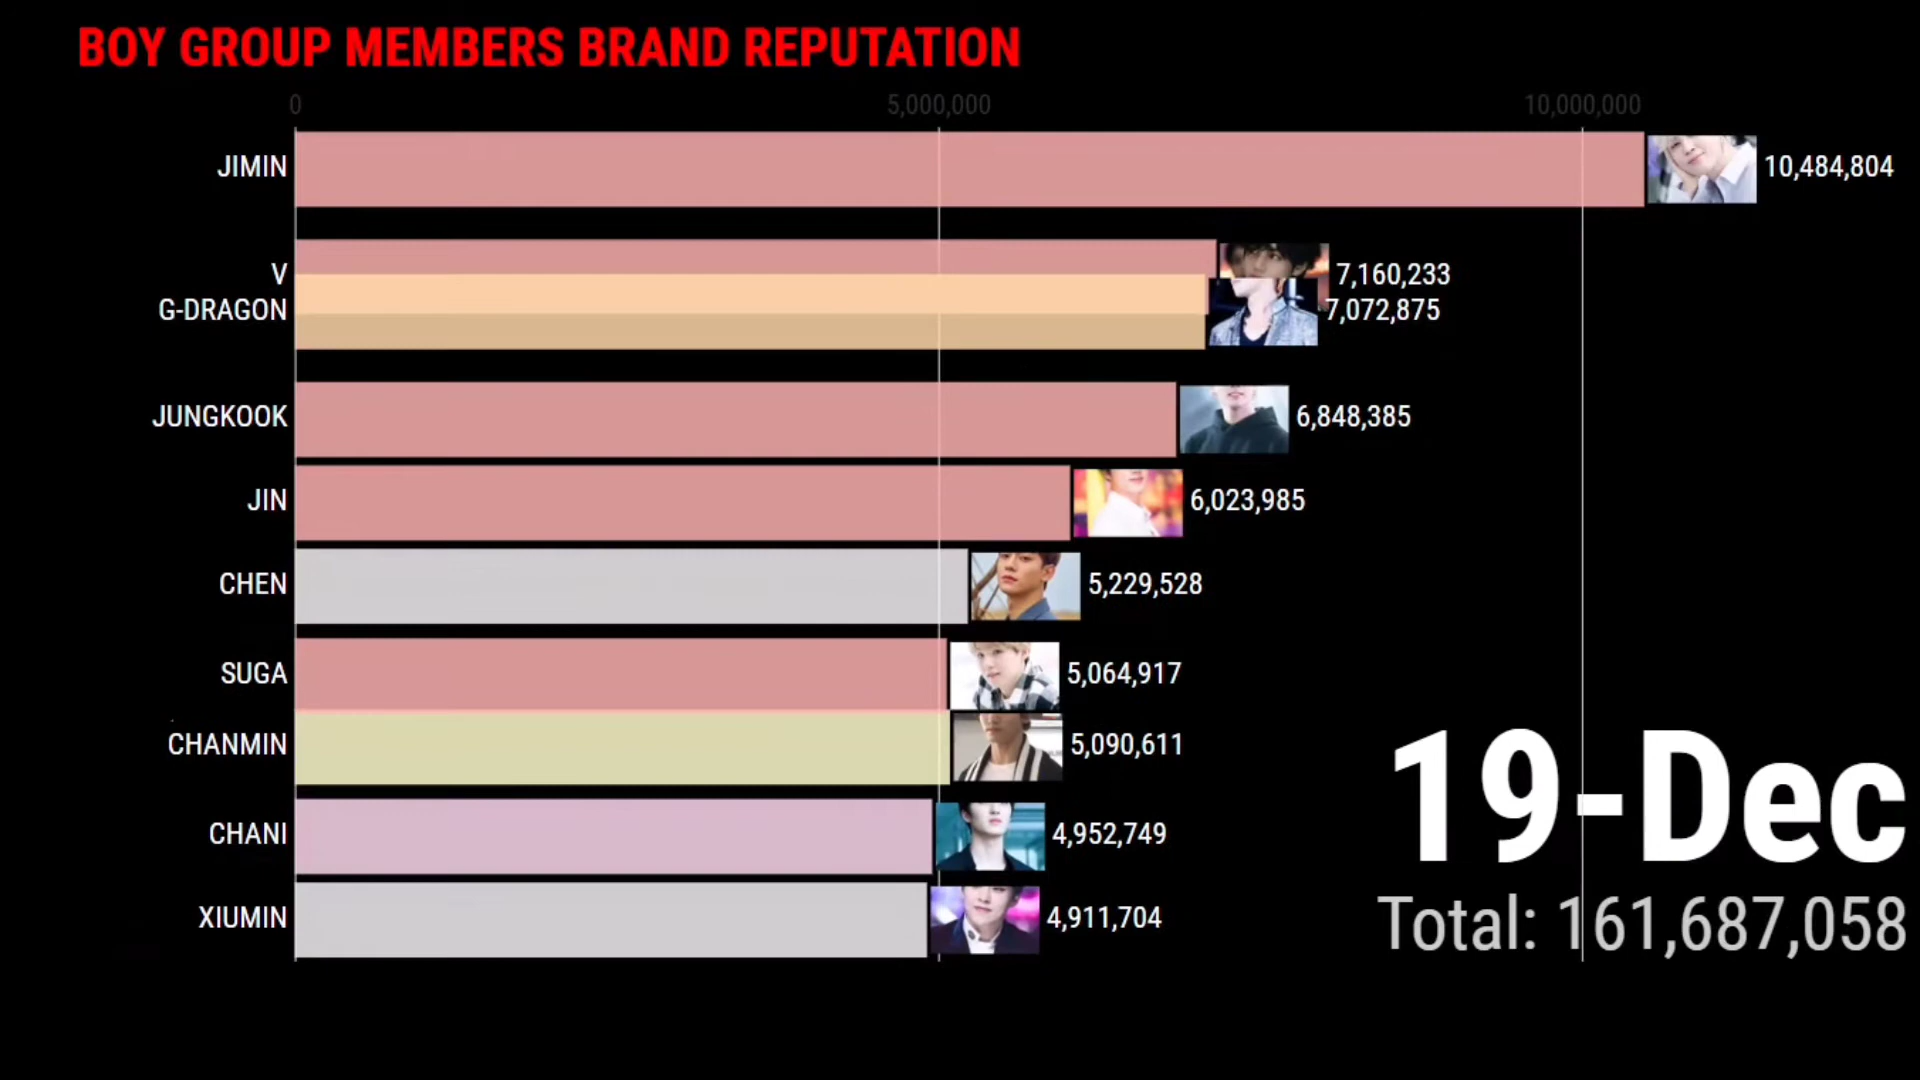 BOY GROUP MEMBERS BRAND REPUTATION
0 5,000,000 10,000,000
JIMIN 10,484,804
V 7,160,233
G-DRAGON 7,072,875
JUNGKOOK 6,848,385
JIN 6,023,985
CHEN 5,229,528
SUGA 5,064,917
CHANMIN 5,090,611
CHANI 4,952,749
XIUMIN 4,911,704
19-Dec
Total: 161,687,058